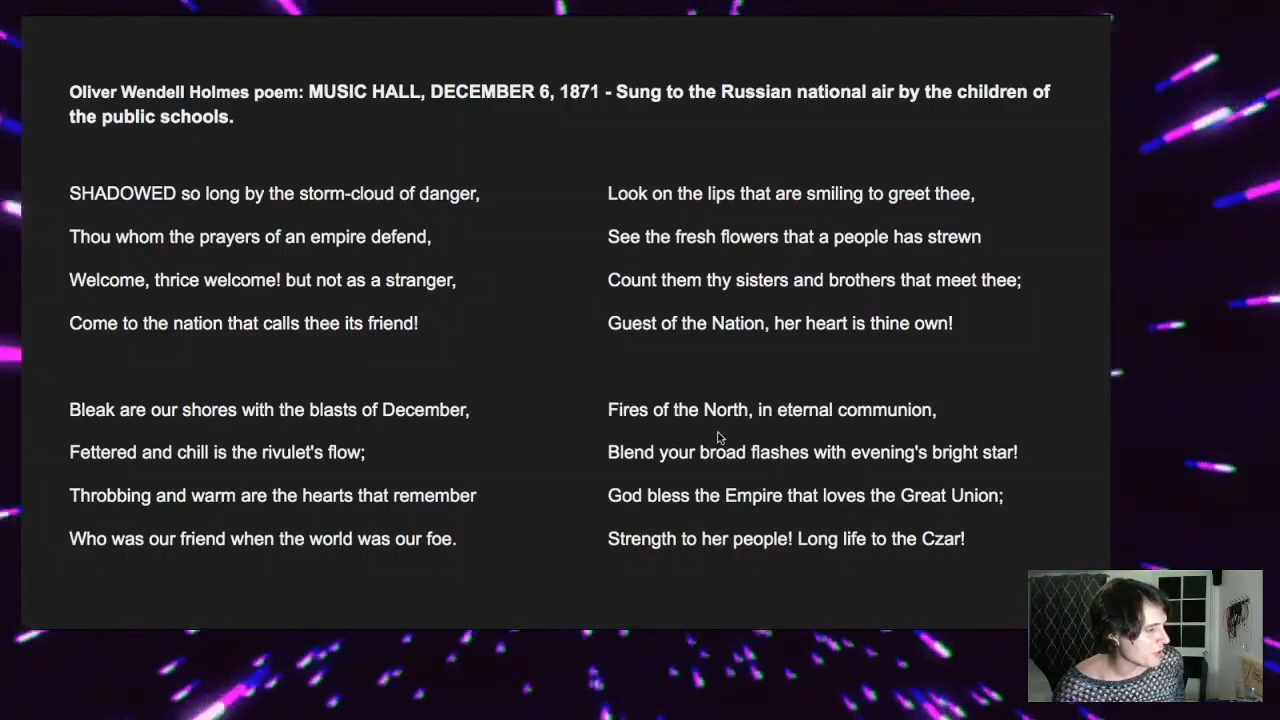 Oliver Wendell Holmes poem: MUSIC HALL, DECEMBER 6, 1871 - Sung to the Russian national air by the children of
the public schools.
SHADOWED so long by the storm-cloud of danger,
Thou whom the prayers of an empire defend,
Welcome, thrice welcome! but not as a stranger,
Come to the nation that calls thee its friend!
Bleak are our shores with the blasts of December,
Fettered and chill is the rivulet's flow;
Throbbing and warm are the hearts that remember
Who was our friend when the world was our foe.
Look on the lips that are smiling to greet thee,
See the fresh flowers that a people has strewn
Count them thy sisters and brothers that meet thee;
Guest of the Nation, her heart is thine own!
Fires of the North, in eternal communion,
Blend your broad flashes with evening's bright star!
God bless the Empire that loves the Great Union;
Strength to her people! Long life to the Czar!